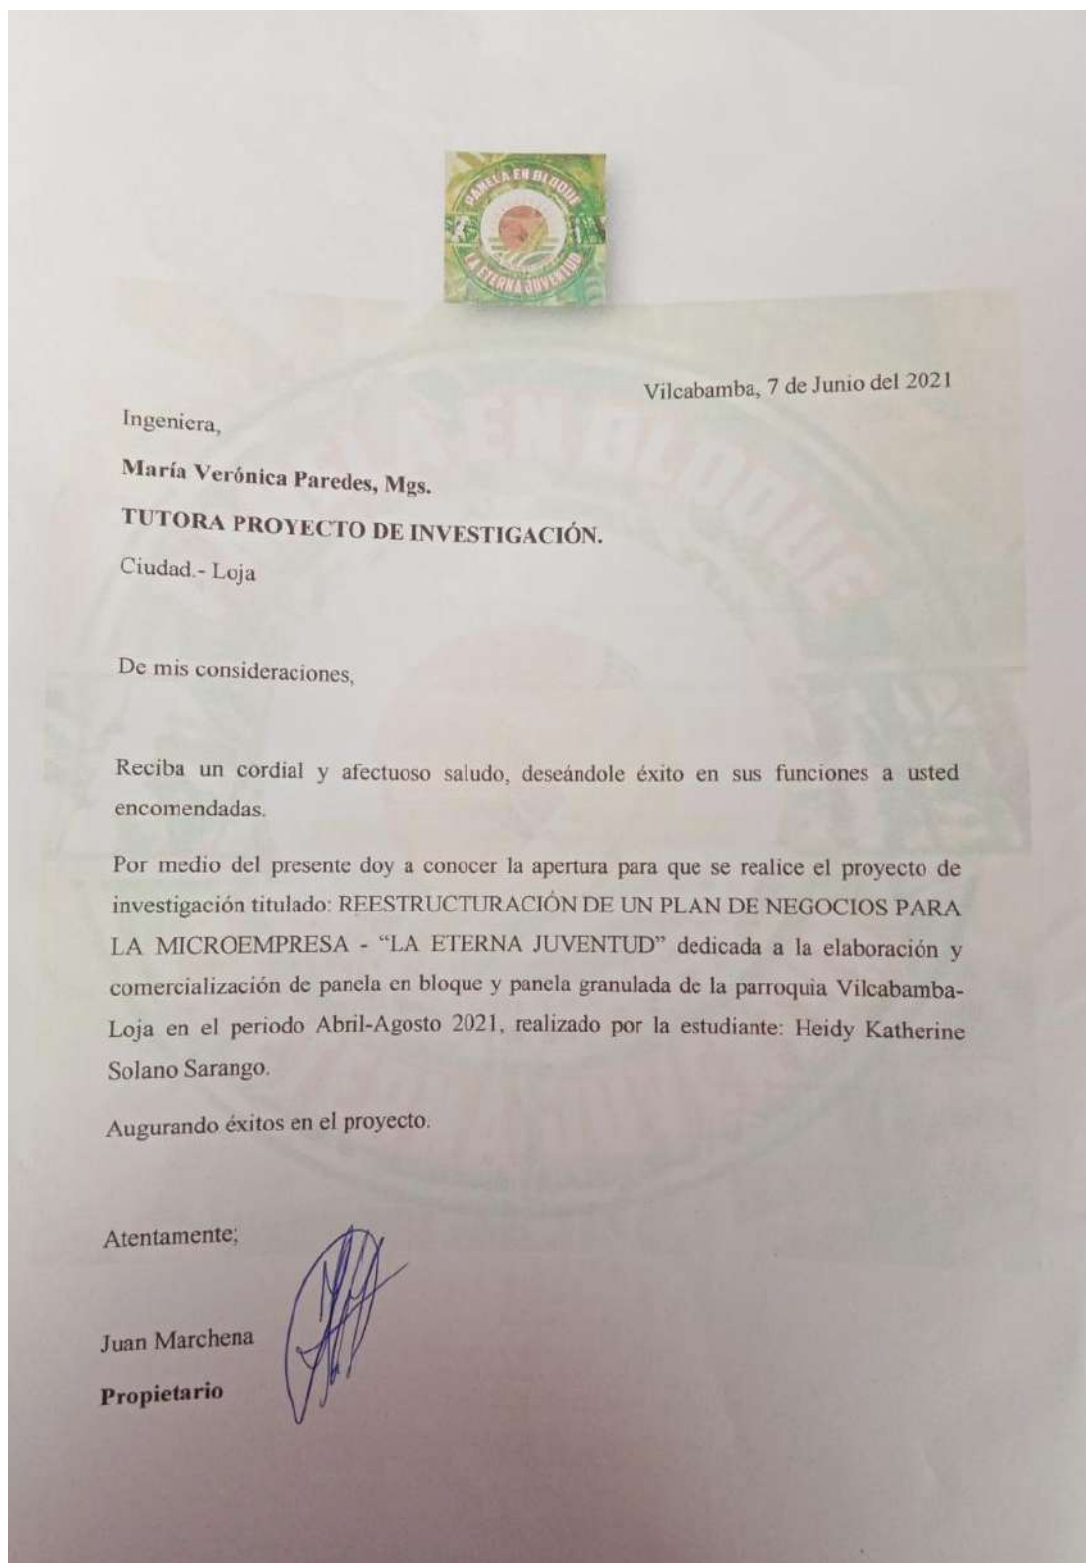 PANELA EN BLOQUE
LA ETERNA JUVENTUD
Vilcabamba, 7 de Junio del 2021
Ingeniera,
María Verónica Paredes, Mgs.
TUTORA PROYECTO DE INVESTIGACIÓN.
Ciudad.- Loja
De mis consideraciones,
Reciba un cordial y afectuoso saludo, deseándole éxito en sus funciones a usted
encomendadas.
Por medio del presente doy a conocer la apertura para que se realice el proyecto de
investigación titulado: REESTRUCTURACIÓN DE UN PLAN DE NEGOCIOS PARA
LA MICROEMPRESA - “LA ETERNA JUVENTUD” dedicada a la elaboración y
comercialización de panela en bloque y panela granulada de la parroquia Vilcabamba-
Loja en el periodo Abril-Agosto 2021, realizado por la estudiante: Heidy Katherine
Solano Sarango.
Augurando éxitos en el proyecto.
Atentamente;
Juan Marchena
Propietario